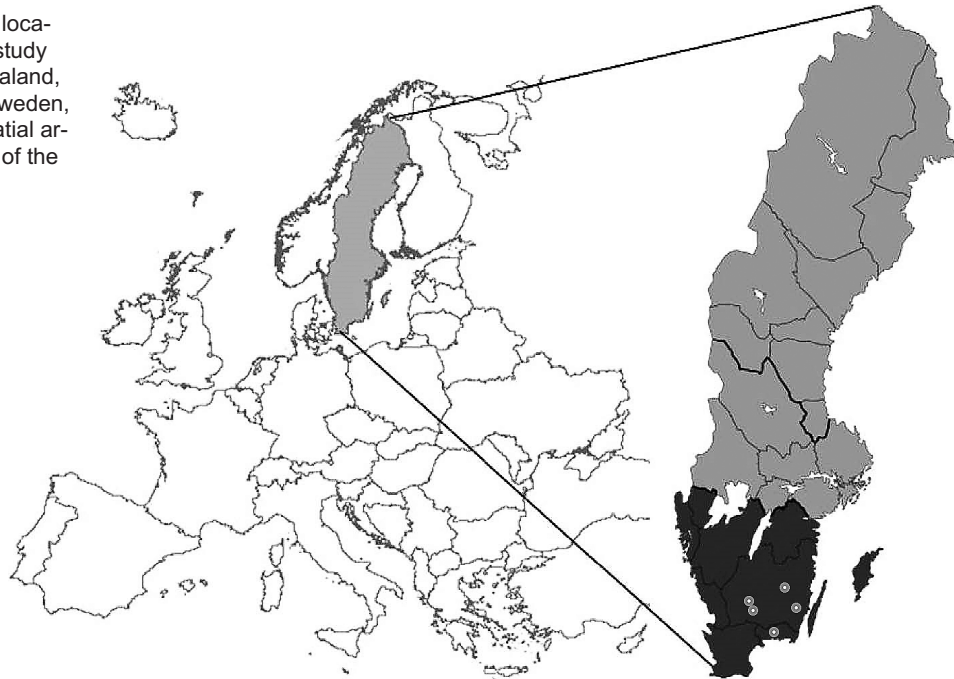 loca-
study
aland,
weden,
atial ar-
of the